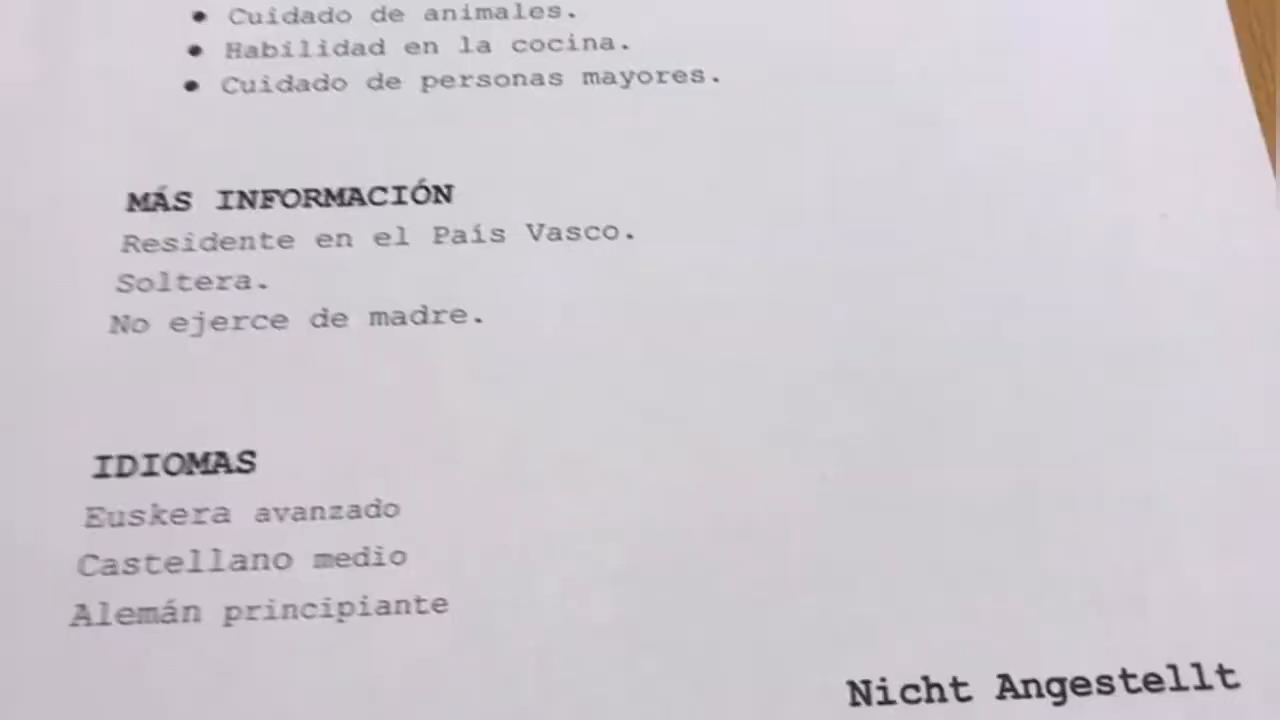 • Cuidado de animales.
• Habilidad en la cocina.
• Cuidado de personas mayores.
MÁS INFORMACIÓN
Residente en el País Vasco.
Soltera.
No ejerce de madre.
IDIOMAS
Euskera avanzado
Castellano medio
Alemán principiante
Nicht Angestellt